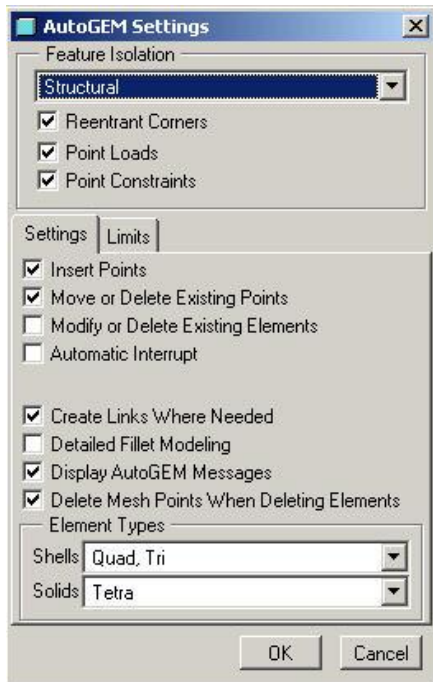 AutoGEM Settings
Feature Isolation
Structural
Reentrant Corners
Point Loads
Point Constraints
Settings Limits
Insert Points
Move or Delete Existing Points
Modify or Delete Existing Elements
Automatic Interrupt
Create Links Where Needed
Detailed Fillet Modeling
Display AutoGEM Messages
Delete Mesh Points When Deleting Elements
Element Types
Shells Quad, Tri
Solids Tetra
OK Cancel